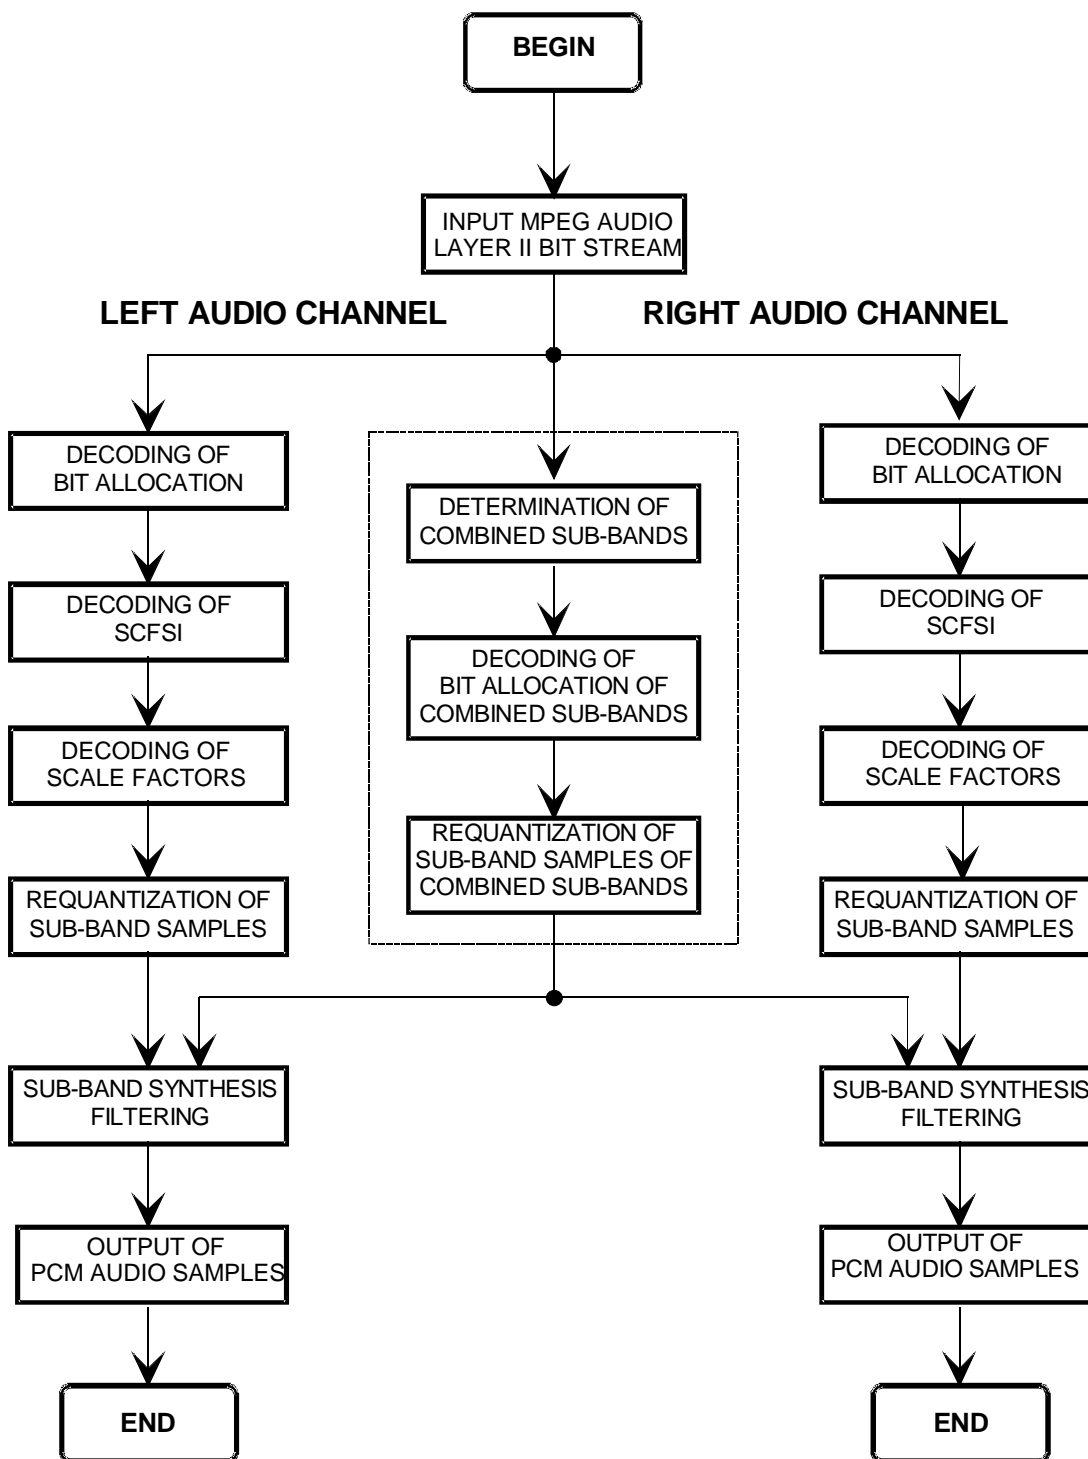 BEGIN
INPUT MPEG AUDIO
LAYER II BIT STREAM
LEFT AUDIO CHANNEL
RIGHT AUDIO CHANNEL
DECODING OF
BIT ALLOCATION
DECODING OF
SCFSI
DECODING OF
SCALE FACTORS
REQUANTIZATION OF
SUB-BAND SAMPLES
DETERMINATION OF
COMBINED SUB-BANDS
DECODING OF
BIT ALLOCATION OF
COMBINED SUB-BANDS
REQUANTIZATION OF
SUB-BAND SAMPLES OF
COMBINED SUB-BANDS
DECODING OF
BIT ALLOCATION
DECODING OF
SCFSI
DECODING OF
SCALE FACTORS
REQUANTIZATION OF
SUB-BAND SAMPLES
SUB-BAND SYNTHESIS
FILTERING
OUTPUT OF
PCM AUDIO SAMPLES
END
SUB-BAND SYNTHESIS
FILTERING
OUTPUT OF
PCM AUDIO SAMPLES
END